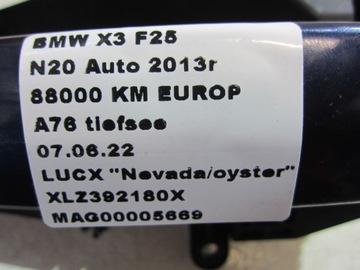 BMW X3 F25
N20 Auto 2013r
88000 KM EUROP
A76 tiefsee
07.06.22
LUCX "Nevada/oyster"
XLZ392180X
MAG00005669